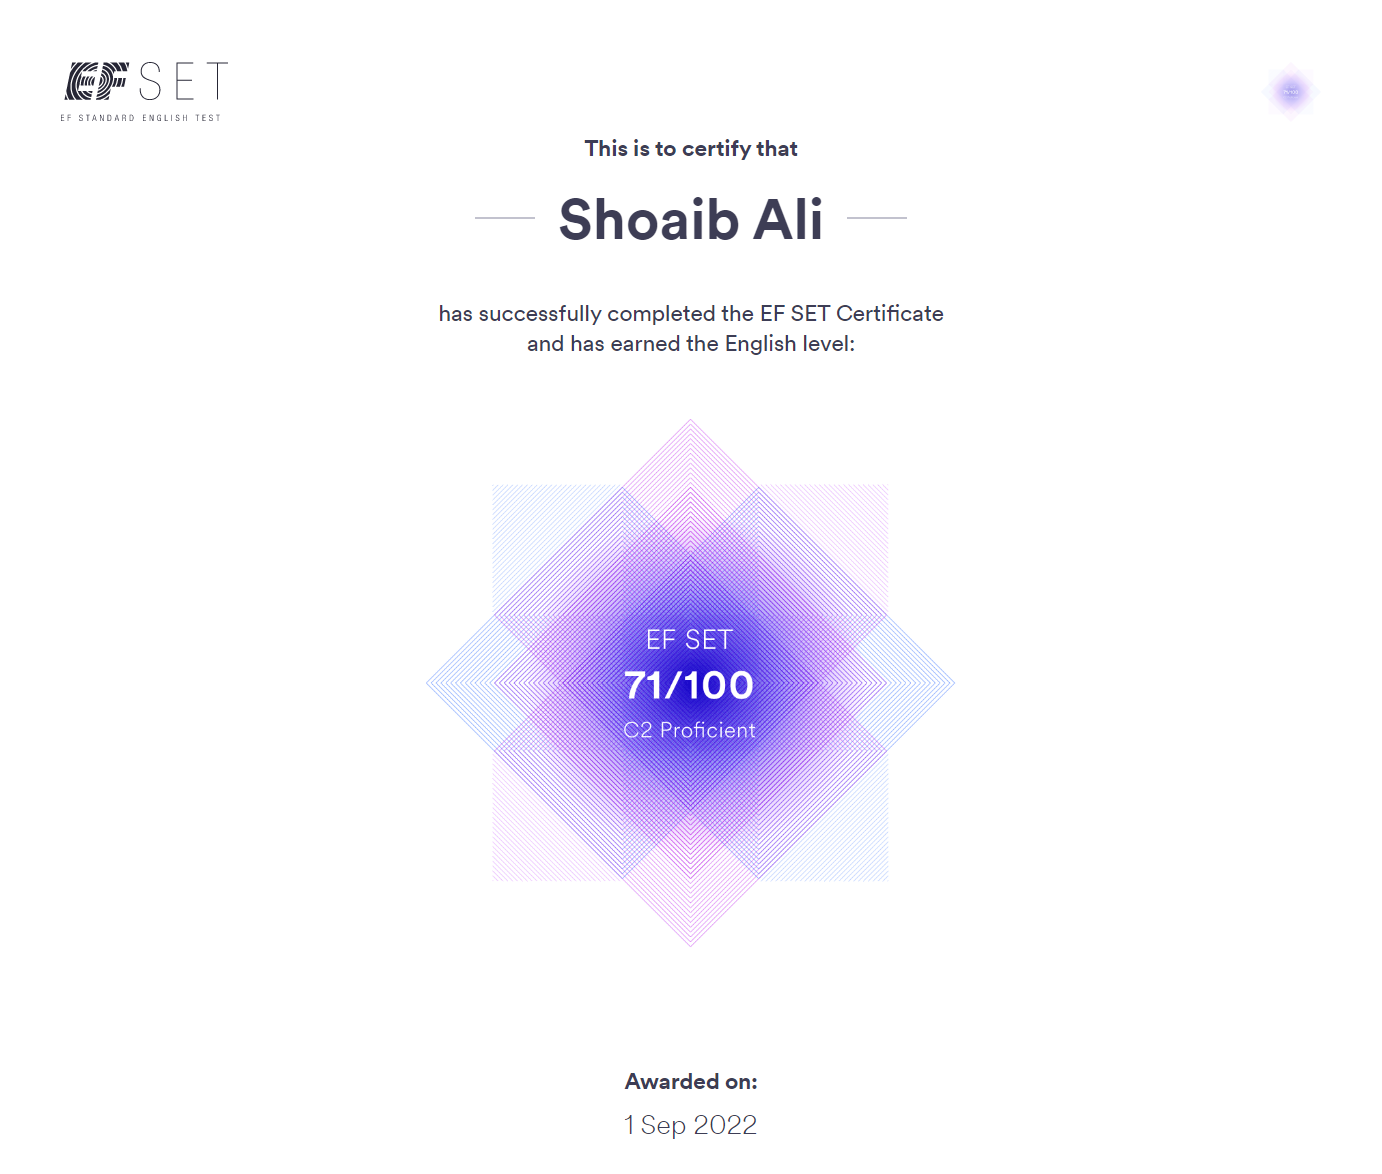 EF SET
EF STANDARD ENGLISH TEST
This is to certify that
Shoaib Ali
has successfully completed the EF SET Certificate
and has earned the English level:
EF SET
71/100
C2 Proficient
Awarded on:
1 Sep 2022